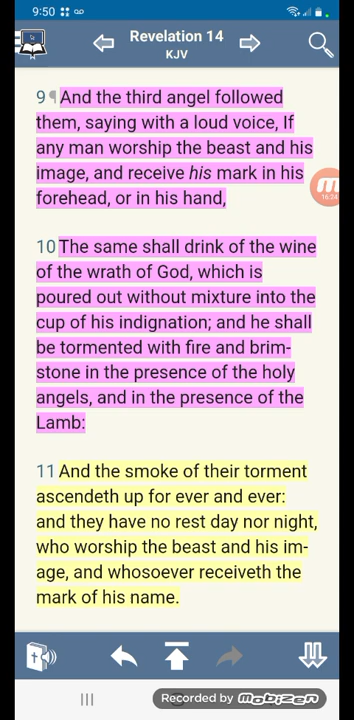 9:50
Revelation 14
KJV
9 ¶ And the third angel followed
them, saying with a loud voice, If
any man worship the beast and his
image, and receive his mark in his
forehead, or in his hand,
16:24
10 The same shall drink of the wine
of the wrath of God, which is
poured out without mixture into the
cup of his indignation; and he shall
be tormented with fire and brim-
stone in the presence of the holy
angels, and in the presence of the
Lamb:
11 And the smoke of their torment
ascendeth up for ever and ever:
and they have no rest day nor night,
who worship the beast and his im-
age, and whosoever receiveth the
mark of his name.
Recorded by mobizen